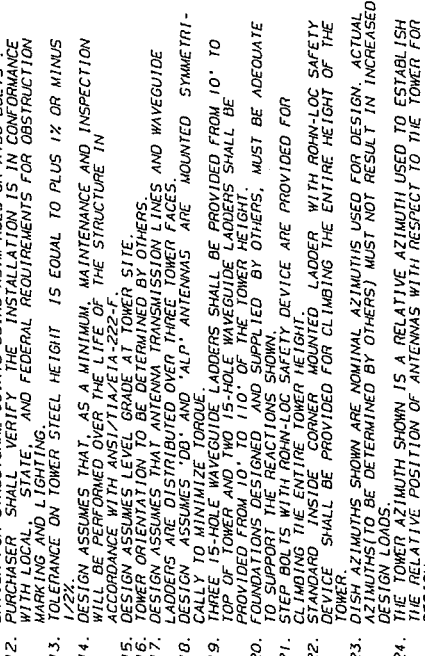 12. PURCHASER SHALL VERIFY THE INSTALLATION IS IN CONFORMANCE
WITH LOCAL, STATE, AND FEDERAL REQUIREMENTS FOR OBSTRUCTION
MARKING AND LIGHTING.
13. TOLERANCE ON TOWER STEEL HEIGHT IS EQUAL TO PLUS 1% OR MINUS
1/2%.
14. DESIGN ASSUMES THAT, AS A MINIMUM, MAINTENANCE AND INSPECTION
WILL BE PERFORMED OVER THE LIFE OF THE STRUCTURE IN
ACCORDANCE WITH ANSI/TIA/EIA-222-F.
15. DESIGN ASSUMES LEVEL GRADE AT TOWER SITE.
16. TOWER ORIENTATION TO BE DETERMINED BY OTHERS.
17. DESIGN ASSUMES THAT ANTENNA TRANSMISSION LINES AND WAVEGUIDE
LADDERS ARE DISTRIBUTED OVER THREE TOWER FACES.
18. DESIGN ASSUMES 'DB' AND 'ALP' ANTENNAS ARE MOUNTED SYMMETRI-
CALLY TO MINIMIZE TORQUE.
19. THREE 15-HOLE WAVEGUIDE LADDERS SHALL BE PROVIDED FROM 10' TO
TOP OF TOWER AND TWO 15-HOLE WAVEGUIDE LADDERS SHALL BE
PROVIDED FROM 10' TO 110' OF THE TOWER HEIGHT.
20. FOUNDATIONS DESIGNED AND SUPPLIED BY OTHERS, MUST BE ADEQUATE
TO SUPPORT THE REACTIONS SHOWN.
21. STEP BOLTS WITH ROHN-LOC SAFETY DEVICE ARE PROVIDED FOR
CLIMBING THE ENTIRE TOWER HEIGHT.
22. STANDARD INSIDE CORNER MOUNTED LADDER WITH ROHN-LOC SAFETY
DEVICE SHALL BE PROVIDED FOR CLIMBING THE ENTIRE HEIGHT OF THE
TOWER.
23. DISH AZIMUTHS SHOWN ARE NOMINAL AZIMUTHS USED FOR DESIGN. ACTUAL
AZIMUTHS(TO BE DETERMINED BY OTHERS) MUST NOT RESULT IN INCREASED
DESIGN LOADS.
24. THE TOWER AZIMUTH SHOWN IS A RELATIVE AZIMUTH USED TO ESTABLISH
THE RELATIVE POSITION OF ANTENNAS WITH RESPECT TO THE TOWER FOR